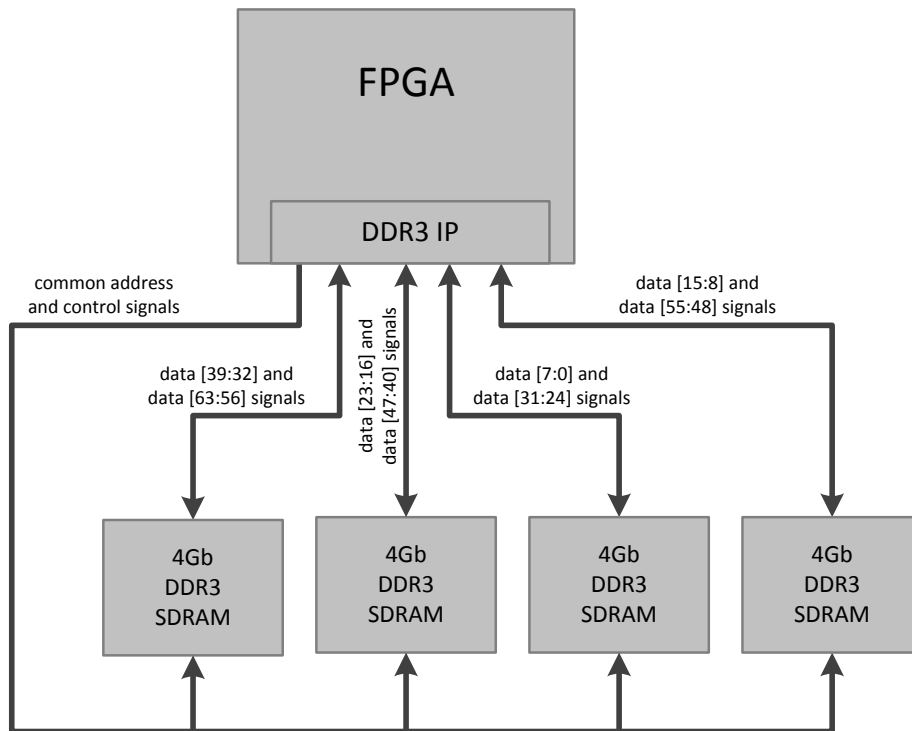 FPGA
DDR3 IP
common address
and control signals
data [15:8] and
data [55:48] signals
data [39:32] and
data [63:56] signals
data [23:16] and
data [47:40] signals
data [7:0] and
data [31:24] signals
4Gb
DDR3
SDRAM
4Gb
DDR3
SDRAM
4Gb
DDR3
SDRAM
4Gb
DDR3
SDRAM